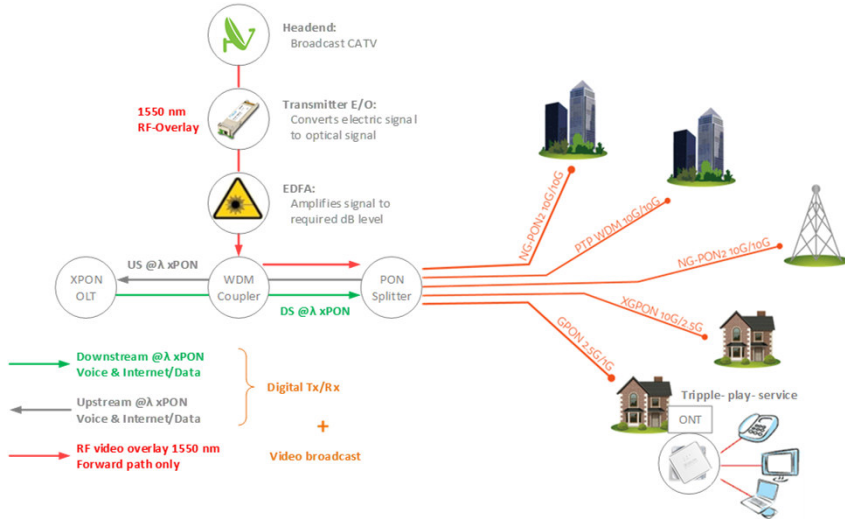 Headend:
Broadcast CATV
1550 nm
RF-Overlay
Transmitter E/O:
Converts electric signal
to optical signal
EDFA:
Amplifies signal to
required dB level
NG-PON2 10G/10G
PTP WDM 10G/10G
NG-PON2 10G/10G
XGPON 10G/2.5G
GPON 2.5G/1G
US @λ xPON
XPON
OLT
WDM
Coupler
PON
Splitter
DS @λ xPON
Downstream @λ xPON
Voice & Internet/Data
Upstream @λ xPON
Voice & Internet/Data
RF video overlay 1550 nm
Forward path only
Digital Tx/Rx
+
Video broadcast
Tripple- play- service
ONT